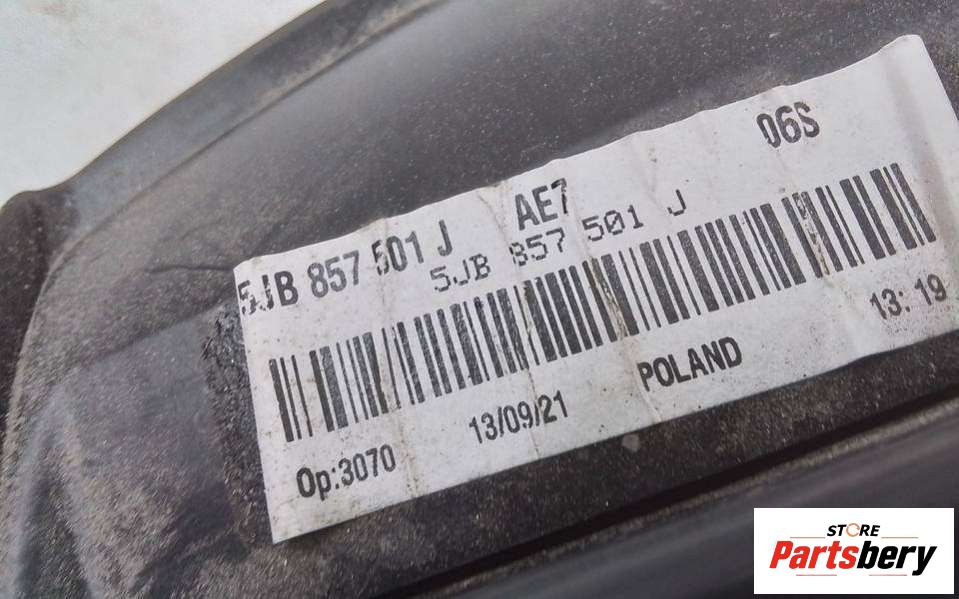 06S
5JB 857 501 J AE7
5JB 857 501 J
Op:3070 13/09/21 POLAND 13:19
STORE
Partsbery